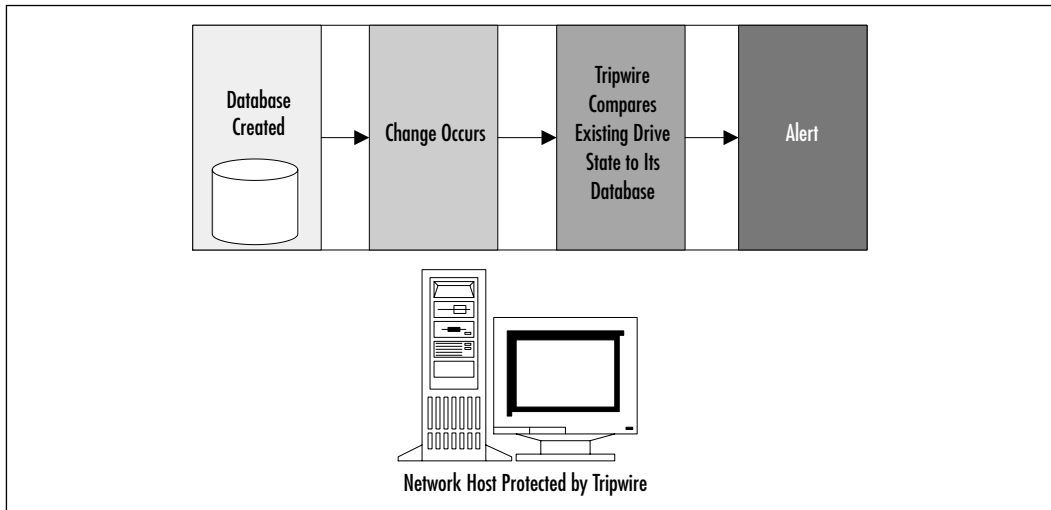 Database
Created
Change Occurs
Tripwire
Compares
Existing Drive
State to Its
Database
Alert
Network Host Protected by Tripwire